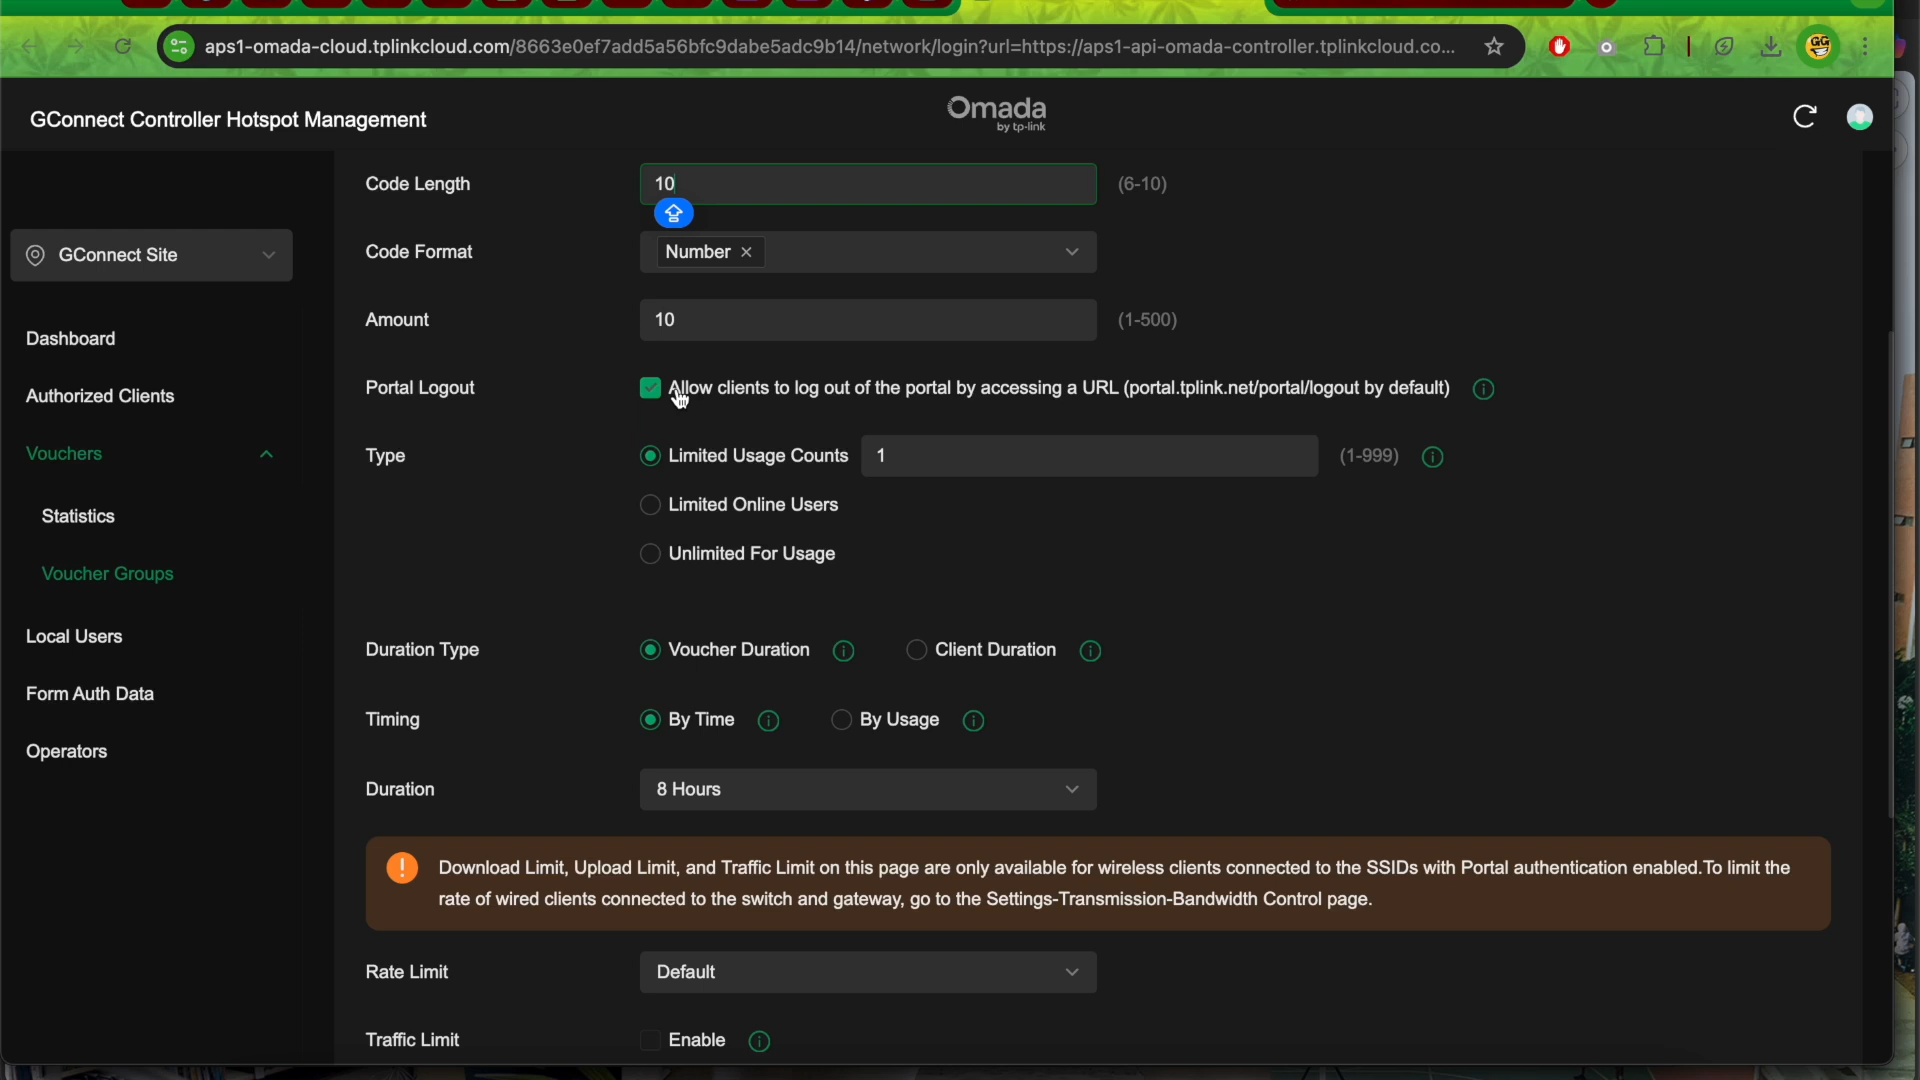 aps1-omada-cloud.tplinkcloud.com/8663e0ef7add5a56bfc9dabe5adc9b14/network/login?url=https://aps1-api-omada-controller.tplinkcloud.co...
GG
GConnect Controller Hotspot Management
Omada
by tp-link
GConnect Site
Dashboard
Authorized Clients
Vouchers
Statistics
Voucher Groups
Local Users
Form Auth Data
Operators
Code Length 10 (6-10)
Code Format Number
Amount 10 (1-500)
Portal Logout Allow clients to log out of the portal by accessing a URL (portal.tplink.net/portal/logout by default)
Type Limited Usage Counts 1 (1-999)
Limited Online Users
Unlimited For Usage
Duration Type Voucher Duration Client Duration
Timing By Time By Usage
Duration 8 Hours
Download Limit, Upload Limit, and Traffic Limit on this page are only available for wireless clients connected to the SSIDs with Portal authentication enabled.To limit the
rate of wired clients connected to the switch and gateway, go to the Settings-Transmission-Bandwidth Control page.
Rate Limit Default
Traffic Limit Enable